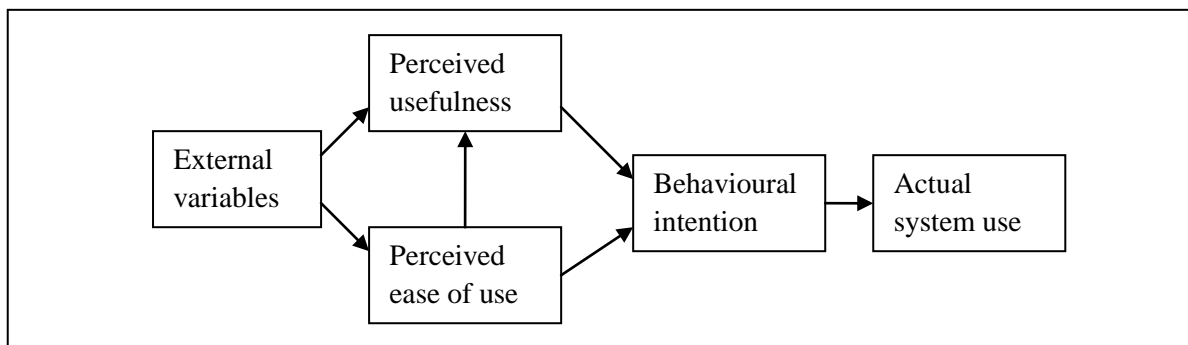 Perceived
usefulness
External
variables
Perceived
ease of use
Behavioural
intention
Actual
system use